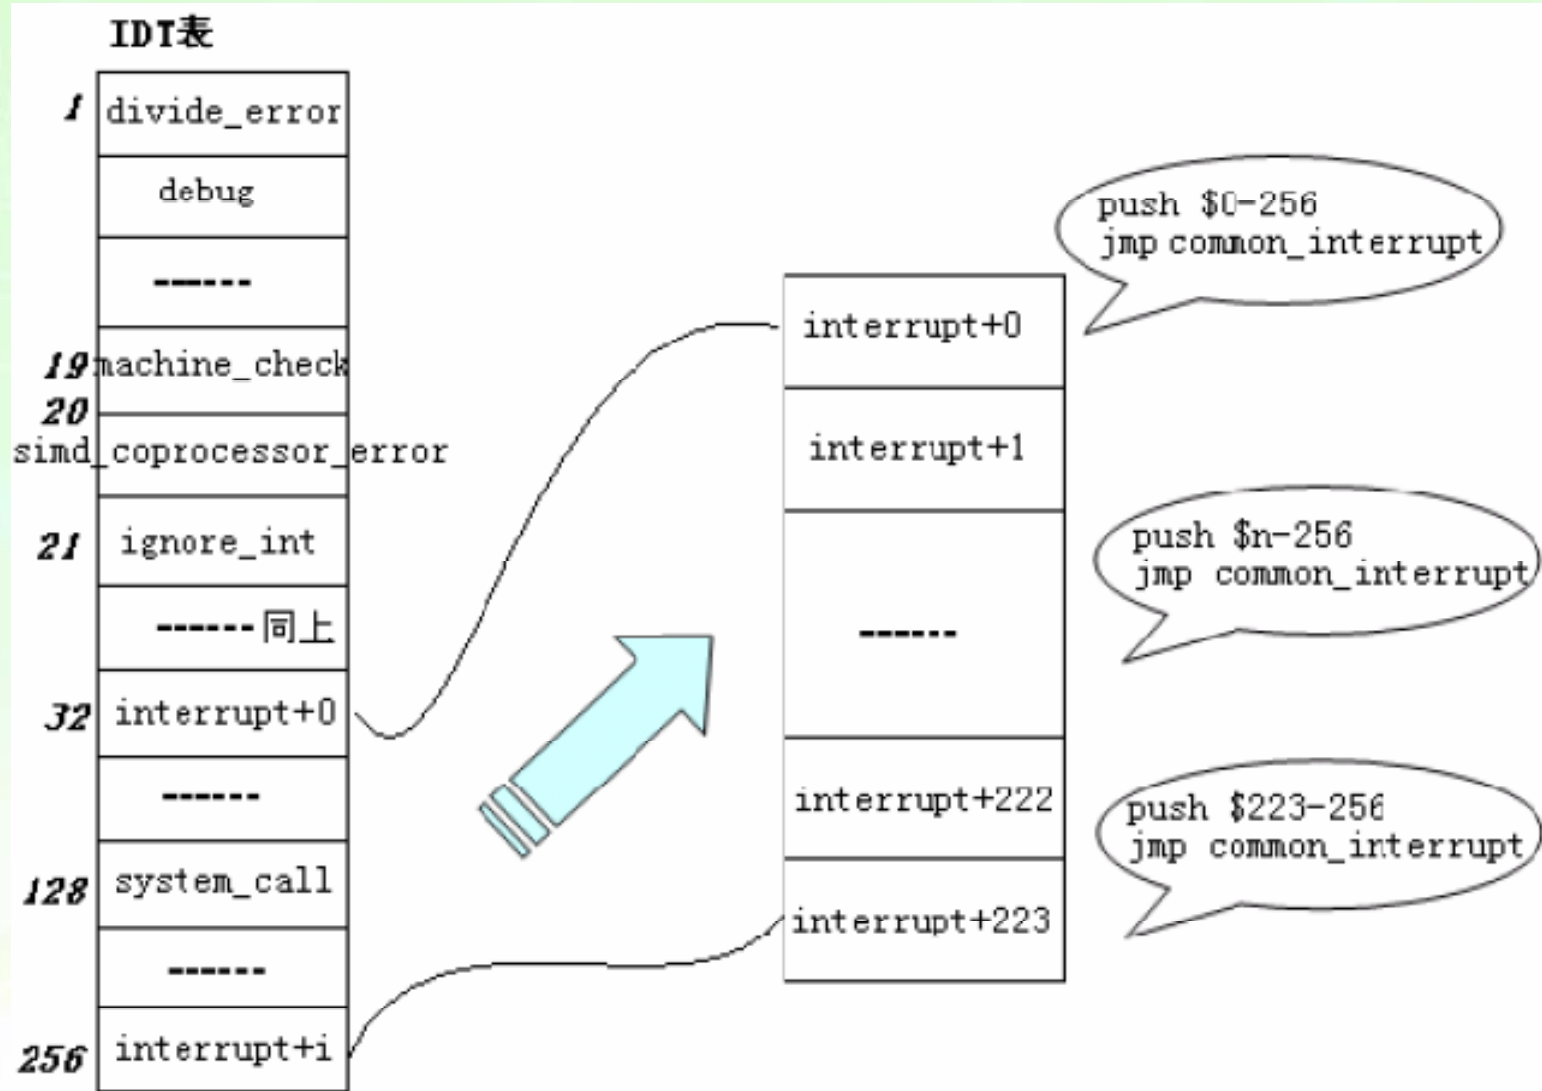 IDT表
1
divide_error
debug
------
19
machine_check
20
simd_coprocessor_error
21
ignore_int
------ 同上
32
interrupt+0
------
128
system_call
------
256
interrupt+i
interrupt+0
interrupt+1
------
interrupt+222
interrupt+223
push $0-256
jmp common_interrupt
push $n-256
jmp common_interrupt
push $223-256
jmp common_interrupt